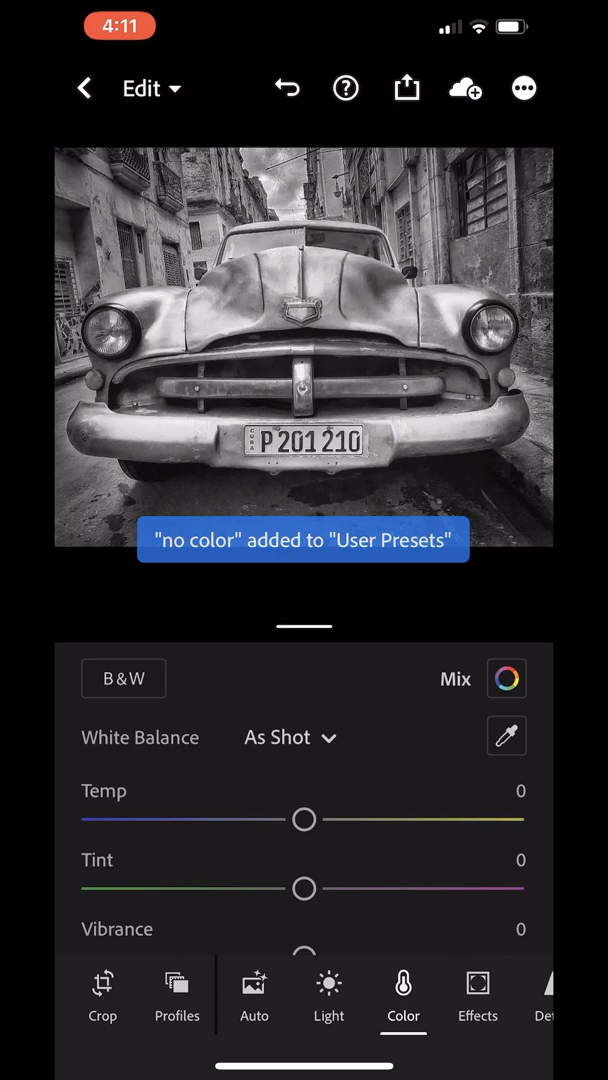 4:11
Edit
CUBA
P 201 210
"no color" added to "User Presets"
B&W
Mix
White Balance
As Shot
Temp
0
Tint
0
Vibrance
0
Crop
Profiles
Auto
Light
Color
Effects
Det